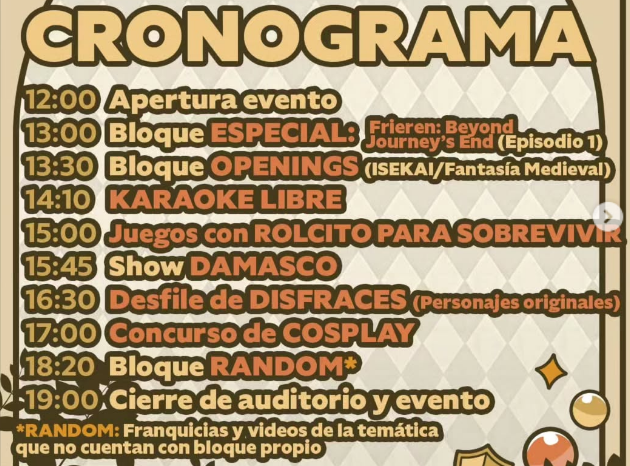 CRONOGRAMA
12:00 Apertura evento
13:00 Bloque ESPECIAL: Frieren: Beyond
Journey's End (Episodio 1)
13:30 Bloque OPENINGS (ISEKAI/Fantasía Medieval)
14:10 KARAOKE LIBRE
15:00 Juegos con ROLCITO PARA SOBREVIVIR
15:45 Show DAMASCO
16:30 Desfile de DISFRACES (Personajes originales)
17:00 Concurso de COSPLAY
18:20 Bloque RANDOM*
19:00 Cierre de auditorio y evento
*RANDOM: Franquicias y videos de la temática
que no cuentan con bloque propio